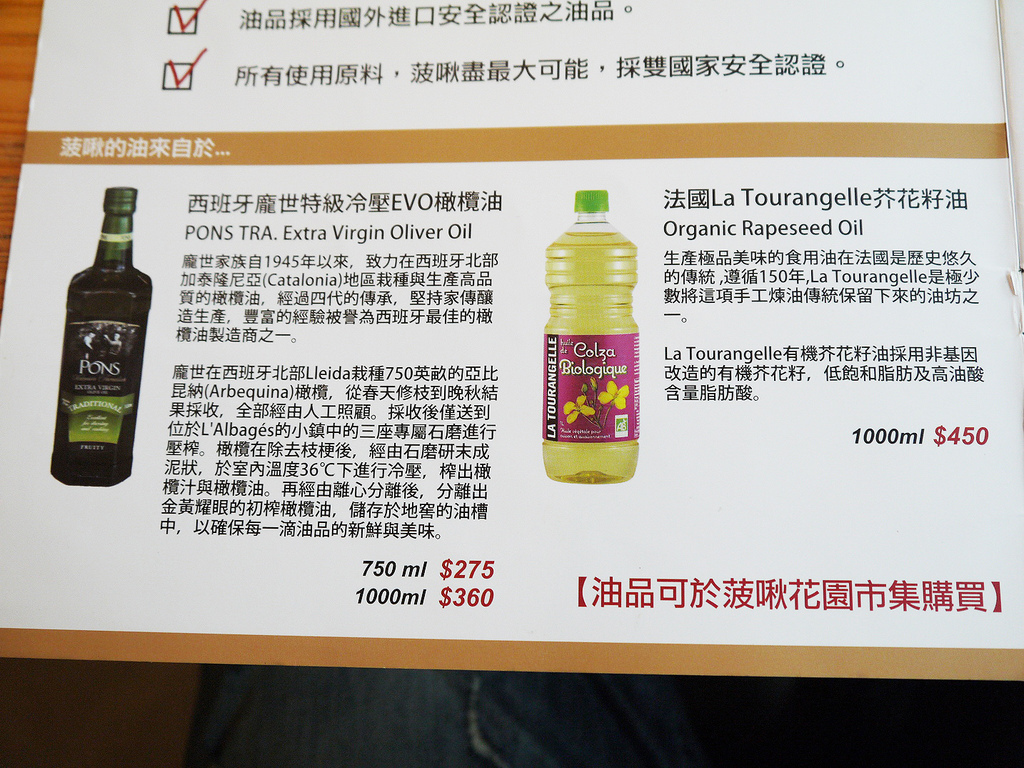 油品採用國外進口安全認證之油品。
所有使用原料，菠啾盡最大可能，採雙國家安全認證。
菠啾的油來自於...
西班牙龐世特級冷壓EVO橄欖油
PONS TRA. Extra Virgin Oliver Oil
龐世家族自1945年以來，致力在西班牙北部
加泰隆尼亞(Catalonia)地區栽種與生產高品
質的橄欖油，經過四代的傳承，堅持家傳釀
造生產，豐富的經驗被譽為西班牙最佳的橄
欖油製造商之一。
龐世在西班牙北部Lleida栽種750英畝的亞比
昆納(Arbequina)橄欖，從春天修枝到晚秋結
果採收，全部經由人工照顧。採收後僅送到
位於L'Albagés的小鎮中的三座專屬石磨進行
壓榨。橄欖在除去枝梗後，經由石磨研末成
泥狀，於室內溫度36℃下進行冷壓，榨出橄
欖汁與橄欖油。再經由離心分離後，分離出
金黃耀眼的初榨橄欖油，儲存於地窖的油槽
中，以確保每一滴油品的新鮮與美味。
750 ml $275
1000ml $360
PONS
EXTRA VIRGIN
TRADITIONAL
FRUITY
法國La Tourangelle芥花籽油
Organic Rapeseed Oil
生產極品美味的食用油在法國是歷史悠久
的傳統,遵循150年,La Tourangelle是極少
數將這項手工煉油傳統保留下來的油坊之
一。
La Tourangelle有機芥花籽油採用非基因
改造的有機芥花籽，低飽和脂肪及高油酸
含量脂肪酸。
1000ml $450
LA TOURANGELLE
huile
de Colza
Biologique
AB
【油品可於菠啾花園市集購買】